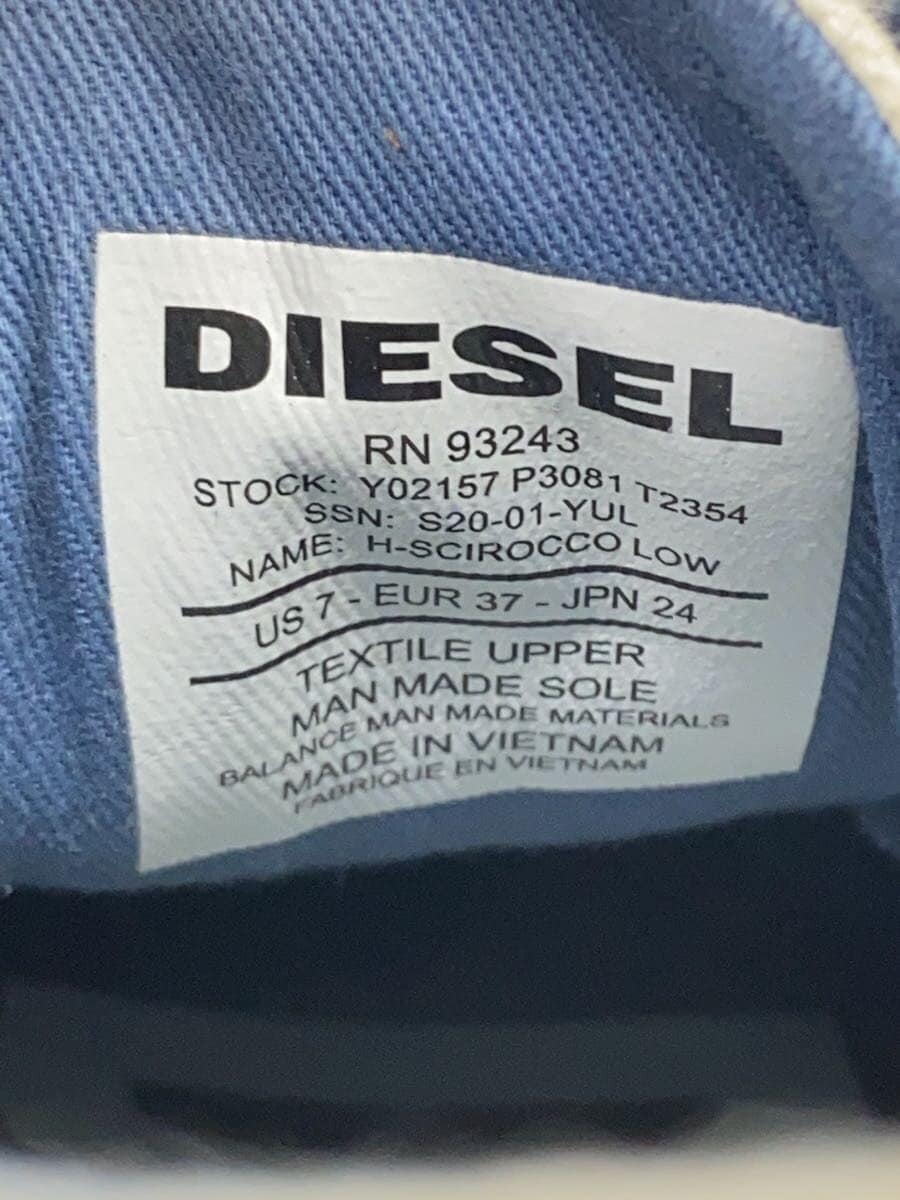 DIESEL
RN 93243
STOCK: Y02157 P3081 T2354
SSN: S20-01-YUL
NAME: H-SCIROCCO LOW
US 7 - EUR 37 - JPN 24
TEXTILE UPPER
MAN MADE SOLE
BALANCE MAN MADE MATERIALS
MADE IN VIETNAM
FABRIQUE EN VIETNAM